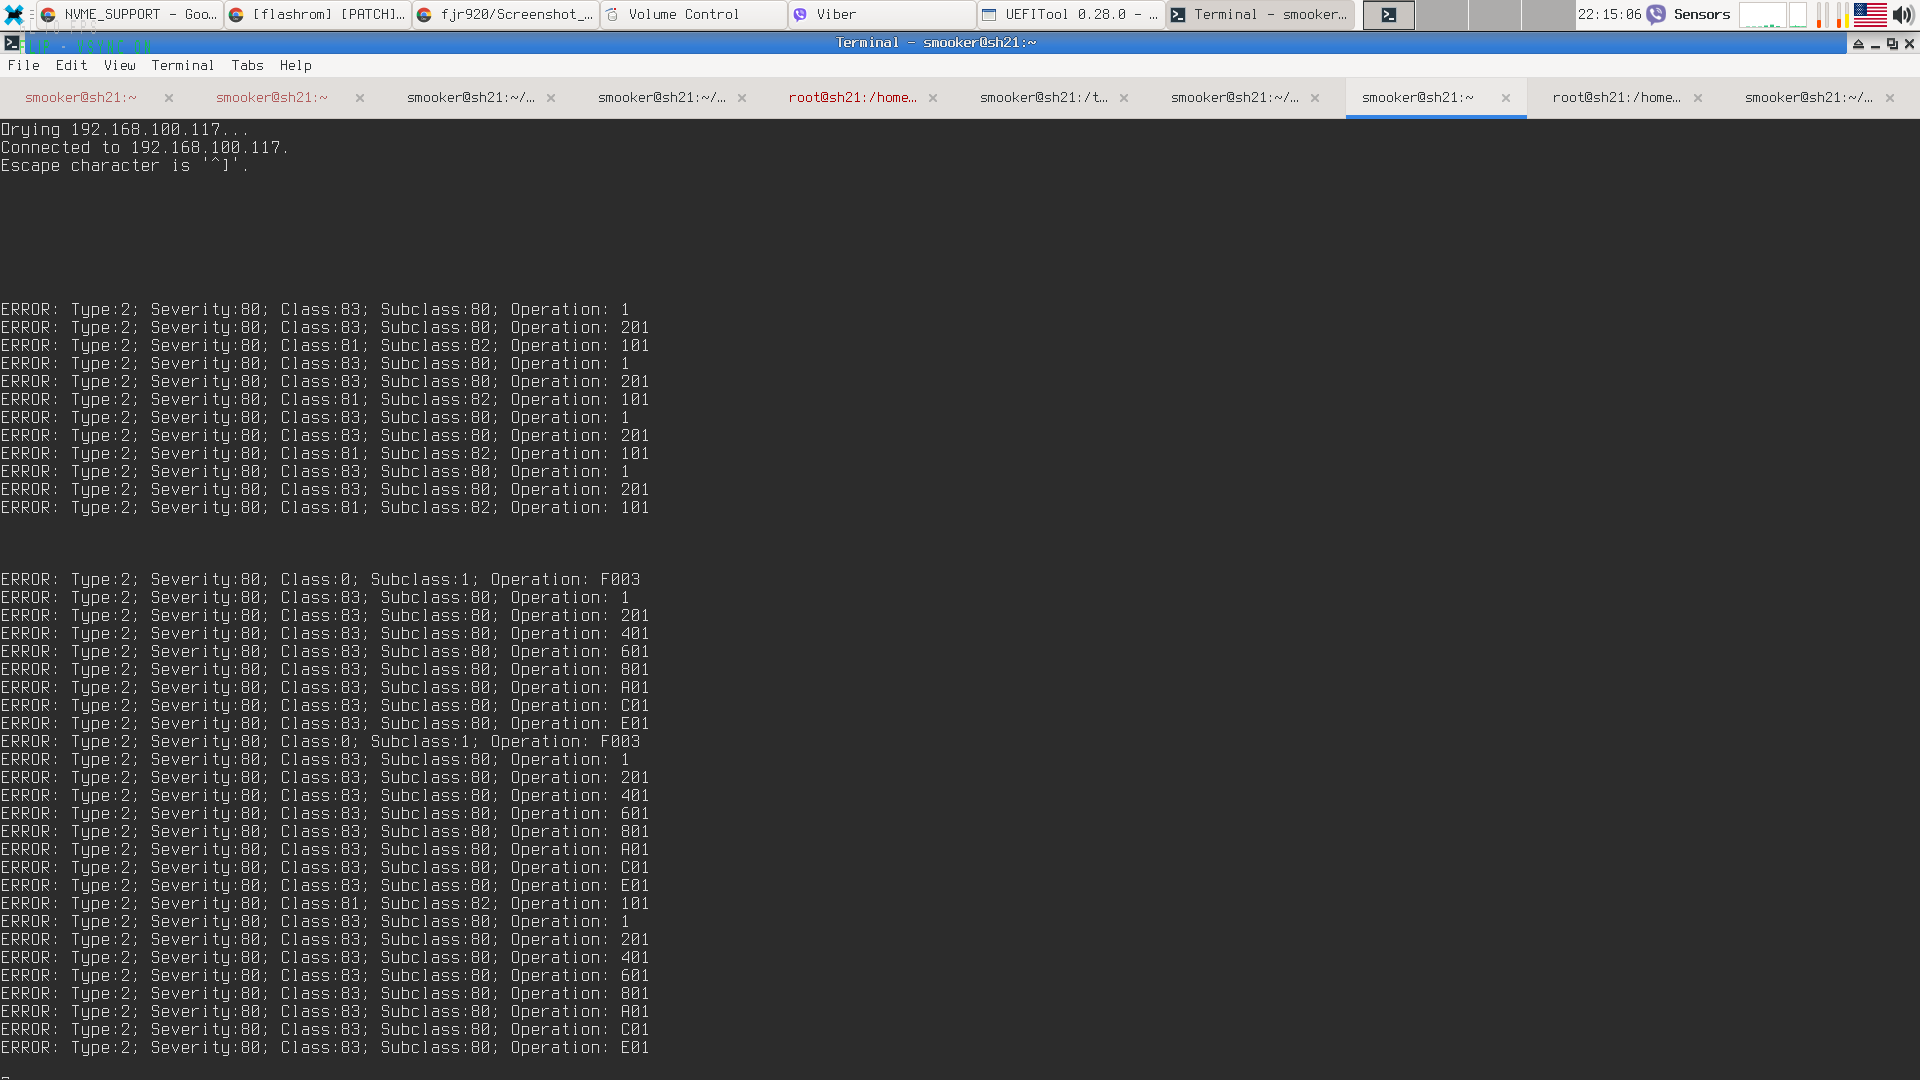 NVME_SUPPORT - Goo...
[flashrom] [PATCH]...
fjr920/Screenshot_...
Volume Control
Viber
UEFITool 0.28.0 - ...
Terminal - smooker...
22:15:06
Sensors
Terminal - smooker@sh21:~
File Edit View Terminal Tabs Help
smooker@sh21:~
smooker@sh21:~
smooker@sh21:~/...
smooker@sh21:~/...
root@sh21:/home...
smooker@sh21:/t...
smooker@sh21:~/...
smooker@sh21:~
root@sh21:/home...
smooker@sh21:~/...
Orying 192.168.100.117...
Connected to 192.168.100.117.
Escape character is '^]'.
ERROR: Type:2; Severity:80; Class:83; Subclass:80; Operation: 1
ERROR: Type:2; Severity:80; Class:83; Subclass:80; Operation: 201
ERROR: Type:2; Severity:80; Class:81; Subclass:82; Operation: 101
ERROR: Type:2; Severity:80; Class:83; Subclass:80; Operation: 1
ERROR: Type:2; Severity:80; Class:83; Subclass:80; Operation: 201
ERROR: Type:2; Severity:80; Class:81; Subclass:82; Operation: 101
ERROR: Type:2; Severity:80; Class:83; Subclass:80; Operation: 1
ERROR: Type:2; Severity:80; Class:83; Subclass:80; Operation: 201
ERROR: Type:2; Severity:80; Class:81; Subclass:82; Operation: 101
ERROR: Type:2; Severity:80; Class:83; Subclass:80; Operation: 1
ERROR: Type:2; Severity:80; Class:83; Subclass:80; Operation: 201
ERROR: Type:2; Severity:80; Class:81; Subclass:82; Operation: 101
ERROR: Type:2; Severity:80; Class:0; Subclass:1; Operation: F003
ERROR: Type:2; Severity:80; Class:83; Subclass:80; Operation: 1
ERROR: Type:2; Severity:80; Class:83; Subclass:80; Operation: 201
ERROR: Type:2; Severity:80; Class:83; Subclass:80; Operation: 401
ERROR: Type:2; Severity:80; Class:83; Subclass:80; Operation: 601
ERROR: Type:2; Severity:80; Class:83; Subclass:80; Operation: 801
ERROR: Type:2; Severity:80; Class:83; Subclass:80; Operation: A01
ERROR: Type:2; Severity:80; Class:83; Subclass:80; Operation: C01
ERROR: Type:2; Severity:80; Class:83; Subclass:80; Operation: E01
ERROR: Type:2; Severity:80; Class:0; Subclass:1; Operation: F003
ERROR: Type:2; Severity:80; Class:83; Subclass:80; Operation: 1
ERROR: Type:2; Severity:80; Class:83; Subclass:80; Operation: 201
ERROR: Type:2; Severity:80; Class:83; Subclass:80; Operation: 401
ERROR: Type:2; Severity:80; Class:83; Subclass:80; Operation: 601
ERROR: Type:2; Severity:80; Class:83; Subclass:80; Operation: 801
ERROR: Type:2; Severity:80; Class:83; Subclass:80; Operation: A01
ERROR: Type:2; Severity:80; Class:83; Subclass:80; Operation: C01
ERROR: Type:2; Severity:80; Class:83; Subclass:80; Operation: E01
ERROR: Type:2; Severity:80; Class:81; Subclass:82; Operation: 101
ERROR: Type:2; Severity:80; Class:83; Subclass:80; Operation: 1
ERROR: Type:2; Severity:80; Class:83; Subclass:80; Operation: 201
ERROR: Type:2; Severity:80; Class:83; Subclass:80; Operation: 401
ERROR: Type:2; Severity:80; Class:83; Subclass:80; Operation: 601
ERROR: Type:2; Severity:80; Class:83; Subclass:80; Operation: 801
ERROR: Type:2; Severity:80; Class:83; Subclass:80; Operation: A01
ERROR: Type:2; Severity:80; Class:83; Subclass:80; Operation: C01
ERROR: Type:2; Severity:80; Class:83; Subclass:80; Operation: E01